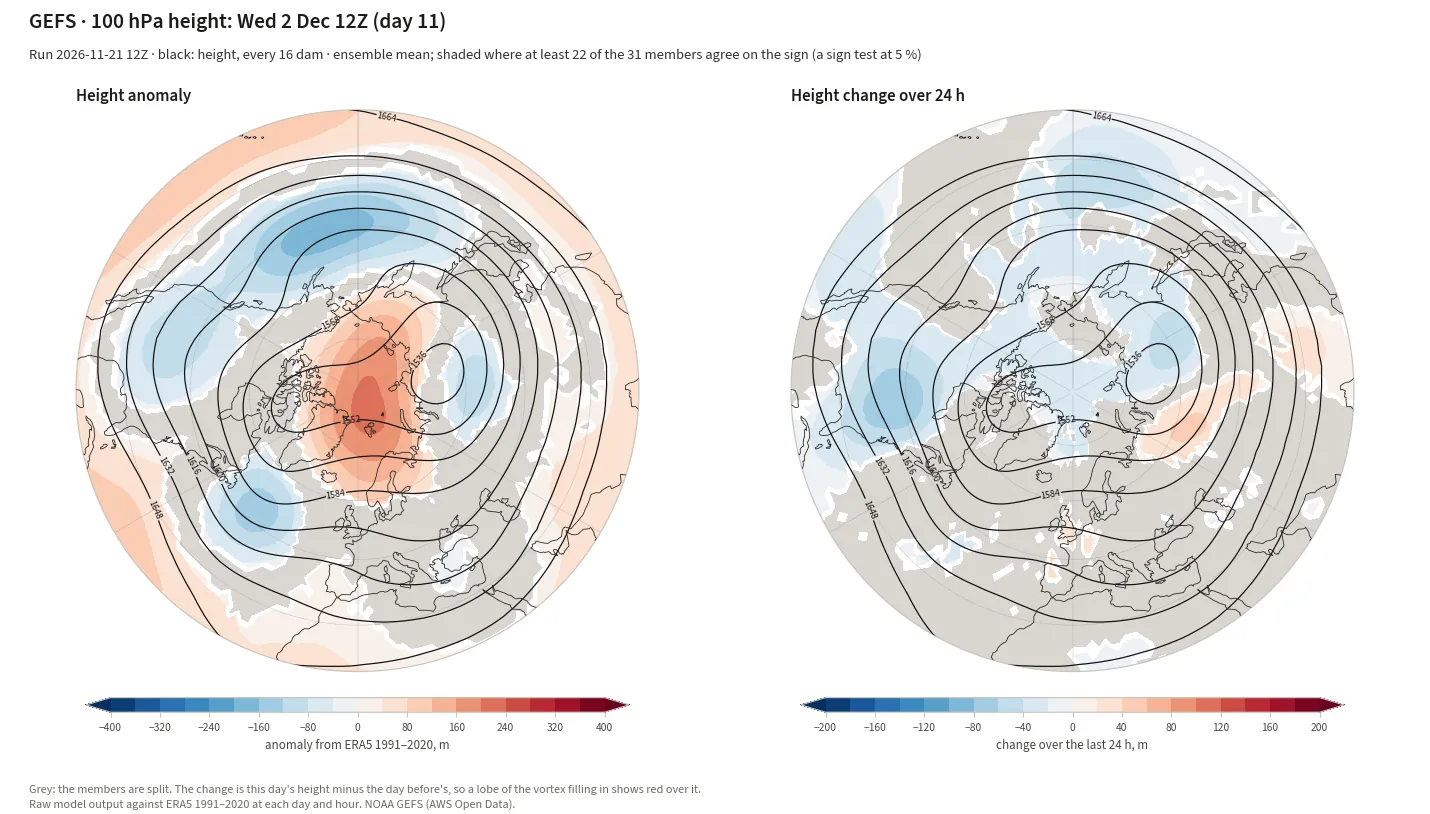 GEFS · 100 hPa height: Wed 2 Dec 12Z (day 11)
Run 2026-11-21 12Z · black: height, every 16 dam · ensemble mean; shaded where at least 22 of the 31 members agree on the sign (a sign test at 5 %)
Height anomaly
Height change over 24 h
1664
1568
1536
1552
1632
1616
1600
1584
1648
1664
1568
1536
1552
1632
1616
1600
1584
1648
−400 −320 −240 −160 −80 0 80 160 240 320 400
anomaly from ERA5 1991–2020, m
−200 −160 −120 −80 −40 0 40 80 120 160 200
change over the last 24 h, m
Grey: the members are split. The change is this day's height minus the day before's, so a lobe of the vortex filling in shows red over it.
Raw model output against ERA5 1991–2020 at each day and hour. NOAA GEFS (AWS Open Data).